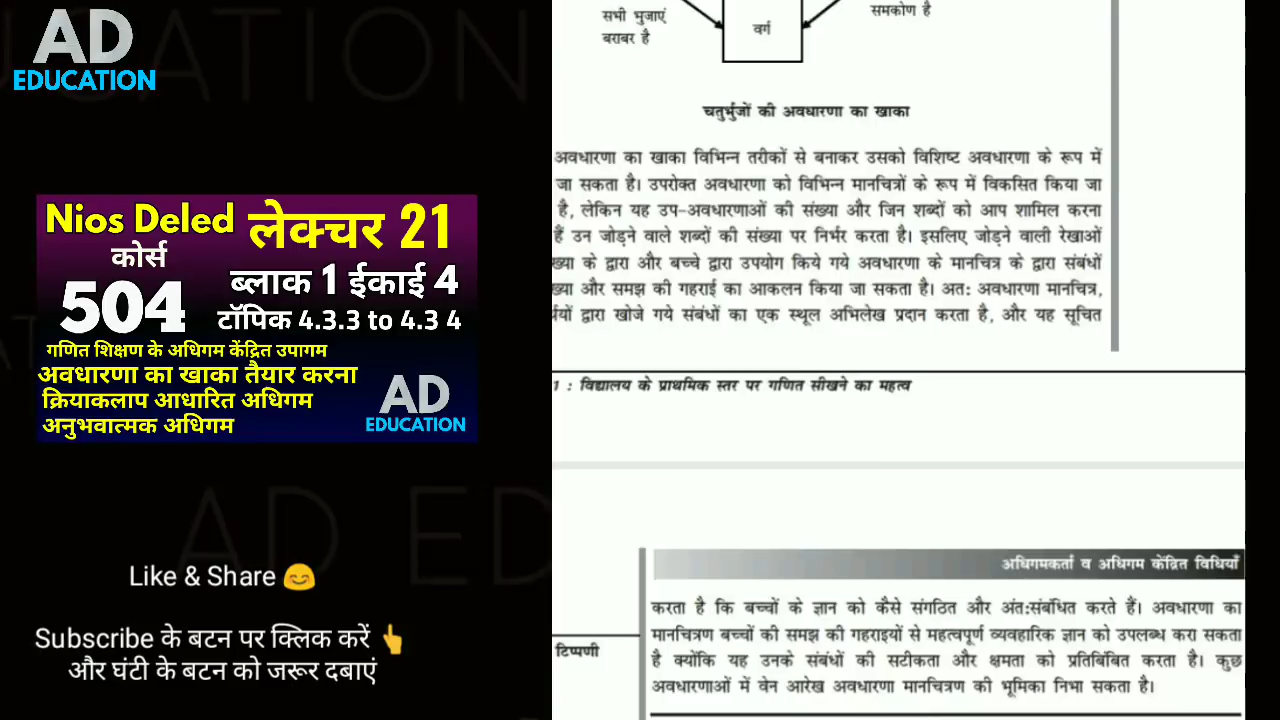 AD
EDUCATION
Nios Deled लेक्चर 21
कोर्स
504
ब्लाक 1 ईकाई 4
टॉपिक 4.3.3 to 4.3 4
गणित शिक्षण के अधिगम केंद्रित उपागम
अवधारणा का खाका तैयार करना
क्रियाकलाप आधारित अधिगम
अनुभवात्मक अधिगम
AD
EDUCATION
Like & Share 😊
Subscribe के बटन पर क्लिक करें 👆
और घंटी के बटन को जरूर दबाएं
सभी भुजाएं
बराबर है
वर्ग
समकोण है
चतुर्भुजों की अवधारणा का खाका
अवधारणा का खाका विभिन्न तरीकों से बनाकर उसको विशिष्ट अवधारणा के रूप में
जा सकता है। उपरोक्त अवधारणा को विभिन्न मानचित्रों के रूप में विकसित किया जा
है, लेकिन यह उप-अवधारणाओं की संख्या और जिन शब्दों को आप शामिल करना
हैं उन जोड़ने वाले शब्दों की संख्या पर निर्भर करता है। इसलिए जोड़ने वाली रेखाओं
के द्वारा और बच्चे द्वारा उपयोग किये गये अवधारणा के मानचित्र के द्वारा संबंधों
और समझ की गहराई का आकलन किया जा सकता है। अत: अवधारणा मानचित्र,
द्वारा खोजे गये संबंधों का एक स्थूल अभिलेख प्रदान करता है, और यह सूचित
1 : विद्यालय के प्राथमिक स्तर पर गणित सीखने का महत्व
अधिगमकर्ता व अधिगम केंद्रित विधियाँ
करता है कि बच्चों के ज्ञान को कैसे संगठित और अंत:संबंधित करते हैं। अवधारणा का
मानचित्रण बच्चों की समझ की गहराइयों से महत्वपूर्ण व्यवहारिक ज्ञान को उपलब्ध करा सकता
है क्योंकि यह उनके संबंधों की सटीकता और क्षमता को प्रतिबिंबित करता है। कुछ
अवधारणाओं में वेन आरेख अवधारणा मानचित्रण की भूमिका निभा सकता है।
टिप्पणी